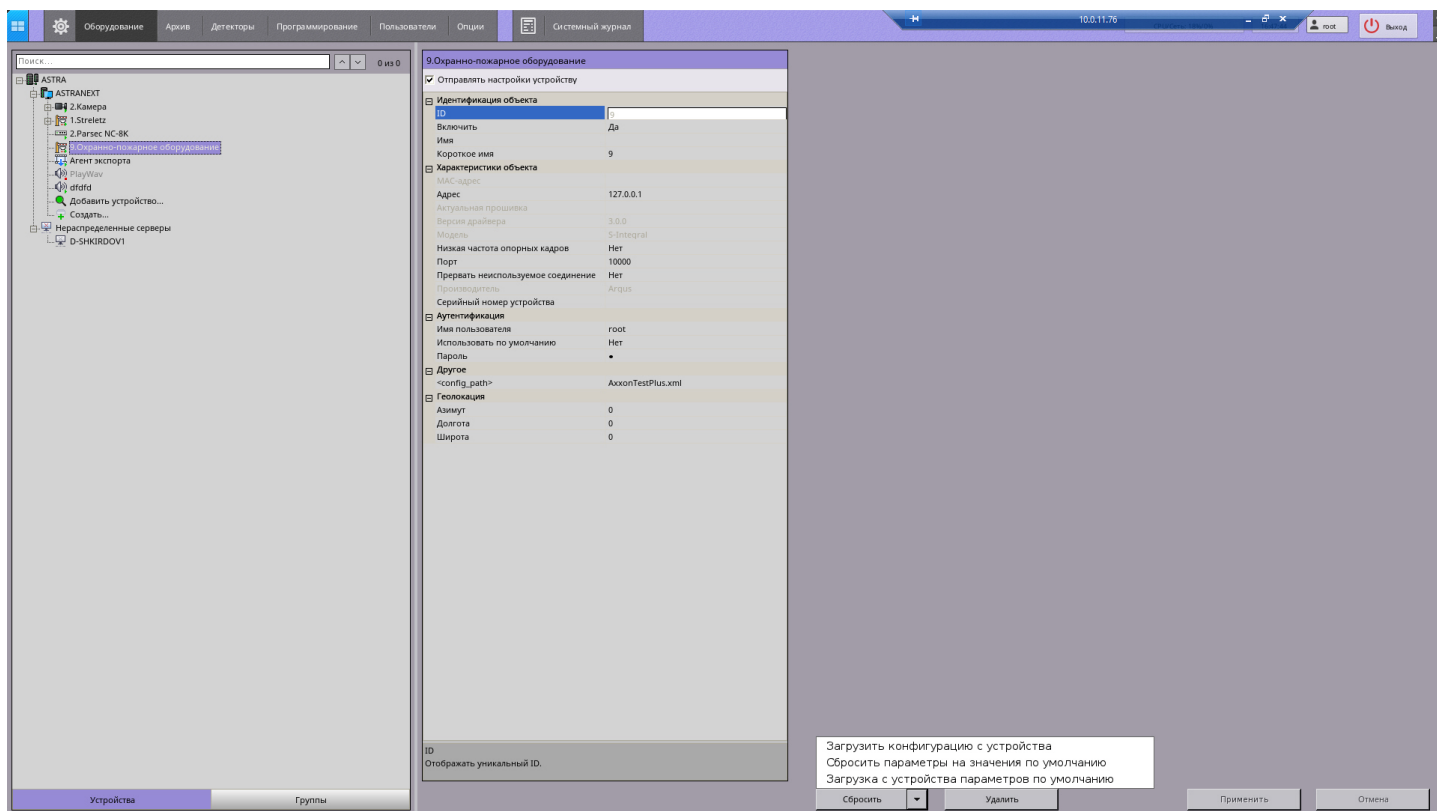 Оборудование Архив Детекторы Программирование Пользователи Опции Системный журнал 10.0.11.76 root Выход
Поиск... 0 из 0
ASTRA
ASTRANEXT
2.Камера
1.Streletz
2.Parsec NC-8K
9.Охранно-пожарное оборудование
Агент экспорта
PlayWav
dfdfd
Добавить устройство...
Создать...
Нераспределенные серверы
D-SHKIRDOV1
Устройства Группы
9.Охранно-пожарное оборудование
Отправлять настройки устройству
Идентификация объекта
ID 9
Включить Да
Имя
Короткое имя 9
Характеристики объекта
MAC-адрес
Адрес 127.0.0.1
Актуальная прошивка
Версия драйвера 3.0.0
Модель S-Integral
Низкая частота опорных кадров Нет
Порт 10000
Прервать неиспользуемое соединение Нет
Производитель Argus
Серийный номер устройства
Аутентификация
Имя пользователя root
Использовать по умолчанию Нет
Пароль •
Другое
<config_path> AxxonTestPlus.xml
Геолокация
Азимут 0
Долгота 0
Широта 0
ID
Отображать уникальный ID.
Загрузить конфигурацию с устройства
Сбросить параметры на значения по умолчанию
Загрузка с устройства параметров по умолчанию
Сбросить Удалить Применить Отмена